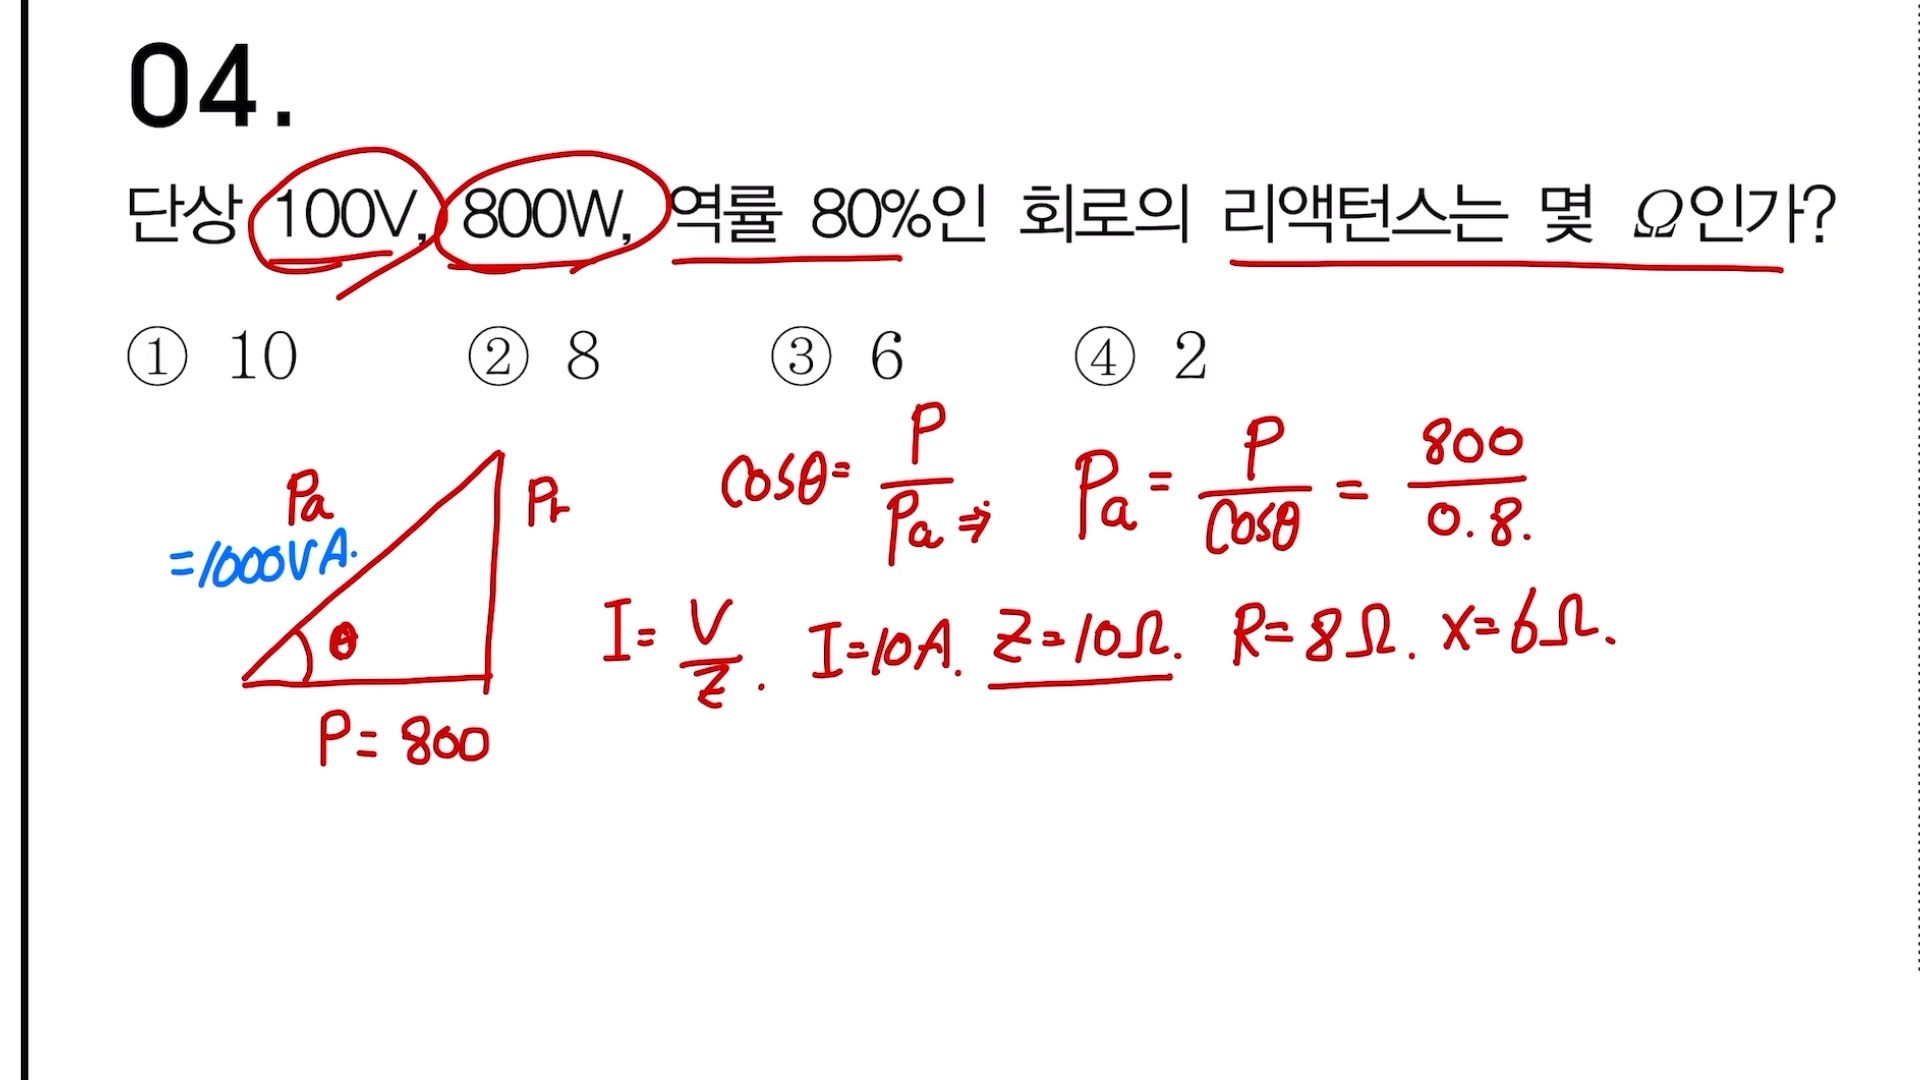 04.
단상 100V, 800W, 역률 80%인 회로의 리액턴스는 몇 Ω인가?
① 10 ② 8 ③ 6 ④ 2
Pa
=1000VA.
Pr
θ
P= 800
cosθ= P/Pa ⇒ Pa = P/cosθ = 800/0.8.
I= V/Z. I=10A. Z=10Ω. R=8Ω. X=6Ω.